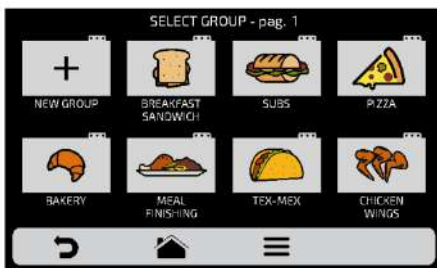 SELECT GROUP - pag. 1
NEW GROUP
BREAKFAST
SANDWICH
SUBS
PIZZA
BAKERY
MEAL
FINISHING
TEX-MEX
CHICKEN
WINGS